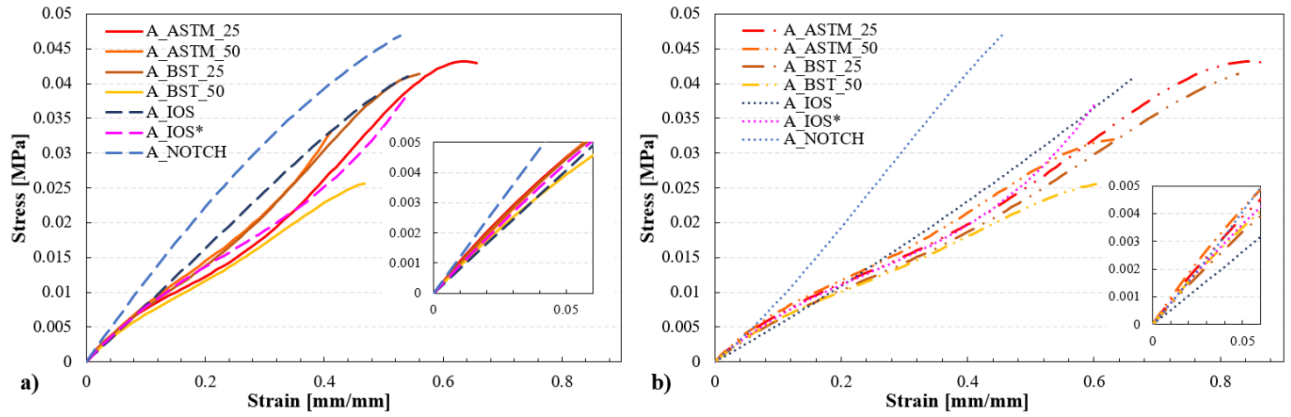 0.05
0.045
0.04
0.035
0.03
0.025
0.02
0.015
0.01
0.005
0
Stress [MPa]
A_ASTM_25
A_ASTM_50
A_BST_25
A_BST_50
A_IOS
A_IOS*
A_NOTCH
0.005
0.004
0.003
0.002
0.001
0
0 0.05
0 0.2 0.4 0.6 0.8
a) Strain [mm/mm]
0.05
0.045
0.04
0.035
0.03
0.025
0.02
0.015
0.01
0.005
0
Stress [MPa]
A_ASTM_25
A_ASTM_50
A_BST_25
A_BST_50
A_IOS
A_IOS*
A_NOTCH
0.005
0.004
0.003
0.002
0.001
0
0 0.05
0 0.2 0.4 0.6 0.8
b) Strain [mm/mm]